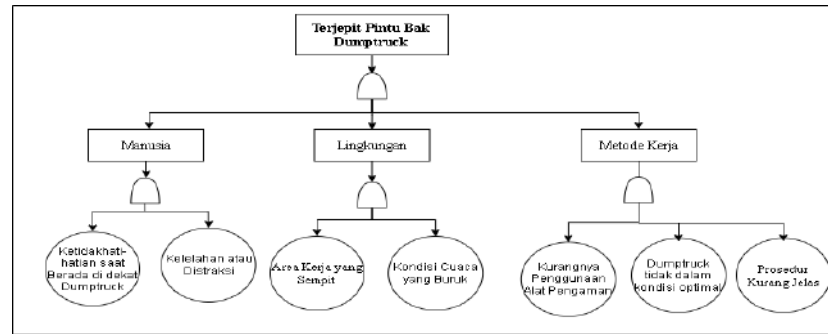 Terjepit Pintu Bak
Dumptruck
Manusia
Lingkungan
Metode Kerja
Ketidakhati-
hatian saat
Berada di dekat
Dumptruck
Kelelahan atau
Distraksi
Area Kerja yang
Sempit
Kondisi Cuaca
yang Buruk
Kurangnya
Penggunaan
Alat Pengaman
Dumptruck
tidak dalam
kondisi optimal
Prosedur
Kurang Jelas